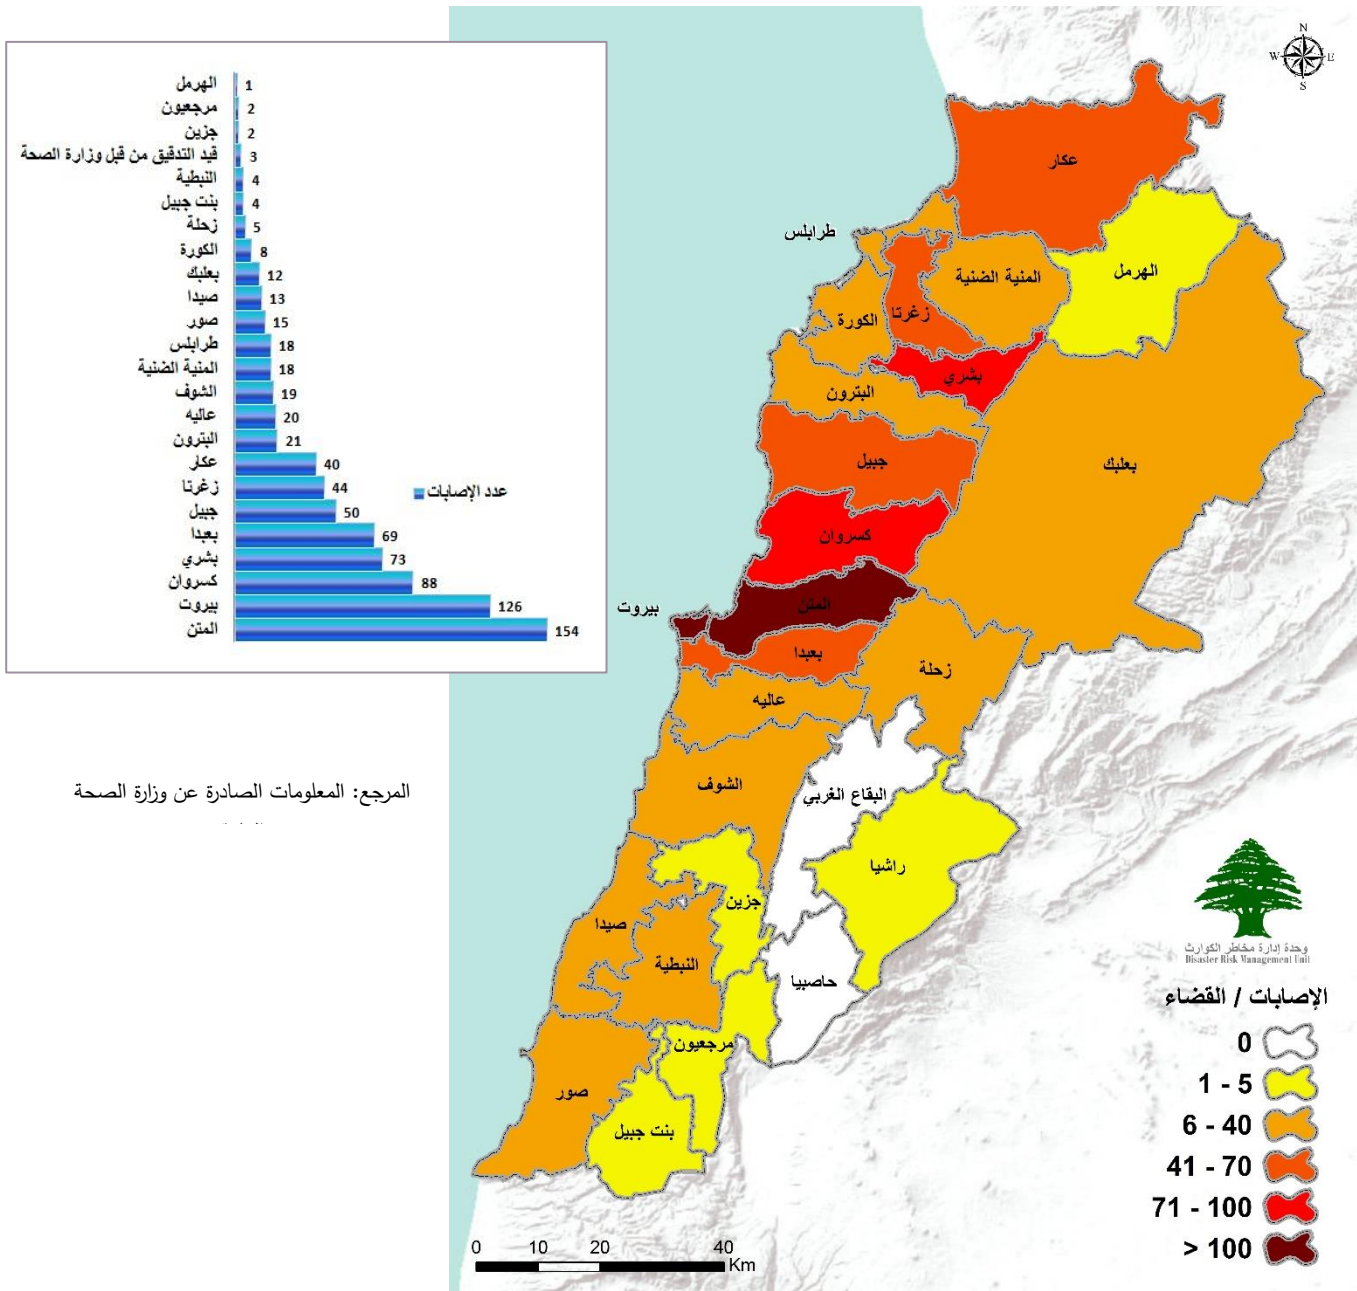 الهرمل 1
مرجعيون 2
جزين 2
قيد التدقيق من قبل وزارة الصحة 3
النبطية 4
بنت جبيل 4
زحلة 5
الكورة 8
بعلبك 12
صيدا 13
صور 15
طرابلس 18
المنية الضنية 18
الشوف 19
عاليه 20
البترون 21
عكار 40
زغرتا 44
جبيل 50
بعبدا 69
بشري 73
كسروان 88
بيروت 126
المتن 154
عدد الإصابات
المرجع: المعلومات الصادرة عن وزارة الصحة
N
W E
S
عكار
طرابلس
الهرمل
المنية الضنية
زغرتا
الكورة
بشري
البترون
جبيل
بعلبك
كسروان
المتن
بيروت
بعبدا
زحلة
عاليه
الشوف
البقاع الغربي
راشيا
جزين
صيدا
النبطية
حاصبيا
مرجعيون
صور
بنت جبيل
وحدة إدارة مخاطر الكوارث
Disaster Risk Management Unit
الإصابات / القضاء
0
1 - 5
6 - 40
41 - 70
71 - 100
> 100
0 10 20 40
Km